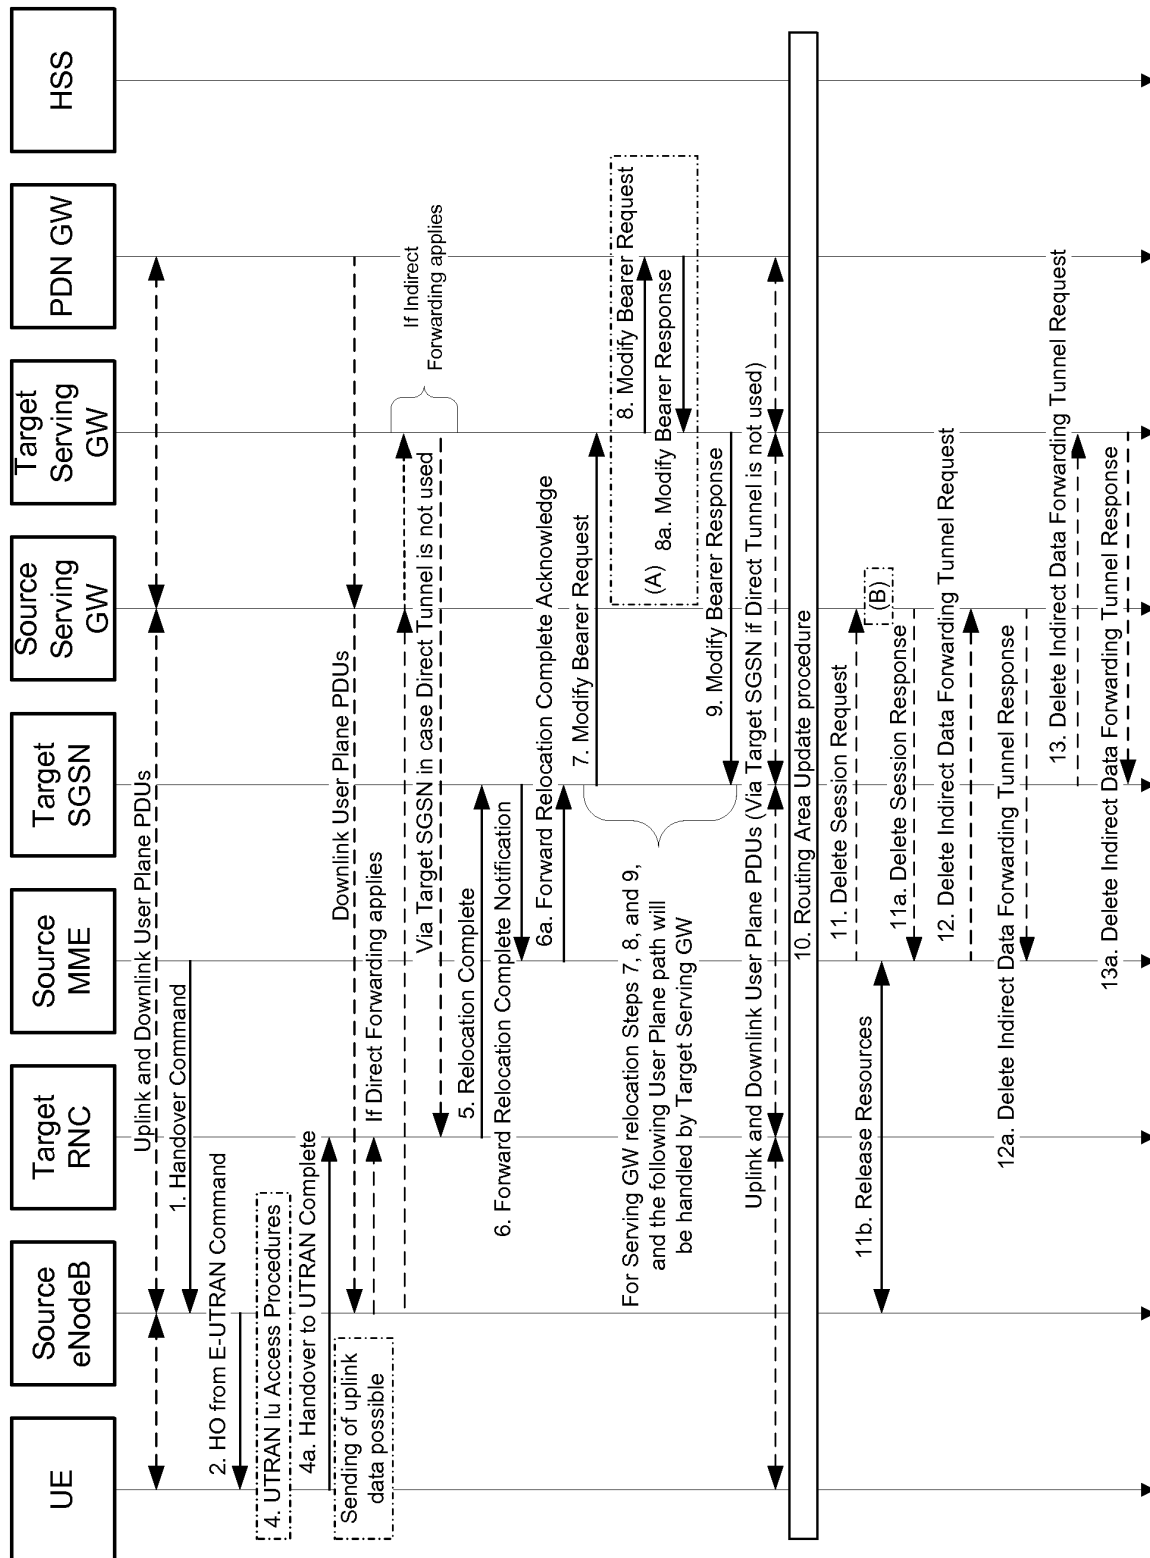 UE
Source
eNodeB
Target
RNC
Source
MME
Target
SGSN
Source
Serving
GW
Target
Serving
GW
PDN GW
HSS
Uplink and Downlink User Plane PDUs
1. Handover Command
2. HO from E-UTRAN Command
4. UTRAN Iu Access Procedures
4a. Handover to UTRAN Complete
Downlink User Plane PDUs
Sending of uplink
data possible
If Direct Forwarding applies
If Indirect
Forwarding applies
Via Target SGSN in case Direct Tunnel is not used
5. Relocation Complete
6. Forward Relocation Complete Notification
6a. Forward Relocation Complete Acknowledge
7. Modify Bearer Request
8. Modify Bearer Request
(A)
8a. Modify Bearer Response
For Serving GW relocation Steps 7, 8, and 9,
and the following User Plane path will
be handled by Target Serving GW
9. Modify Bearer Response
Uplink and Downlink User Plane PDUs (Via Target SGSN if Direct Tunnel is not used)
10. Routing Area Update procedure
11. Delete Session Request
(B)
11b. Release Resources
11a. Delete Session Response
12. Delete Indirect Data Forwarding Tunnel Request
12a. Delete Indirect Data Forwarding Tunnel Response
13. Delete Indirect Data Forwarding Tunnel Request
13a. Delete Indirect Data Forwarding Tunnel Response